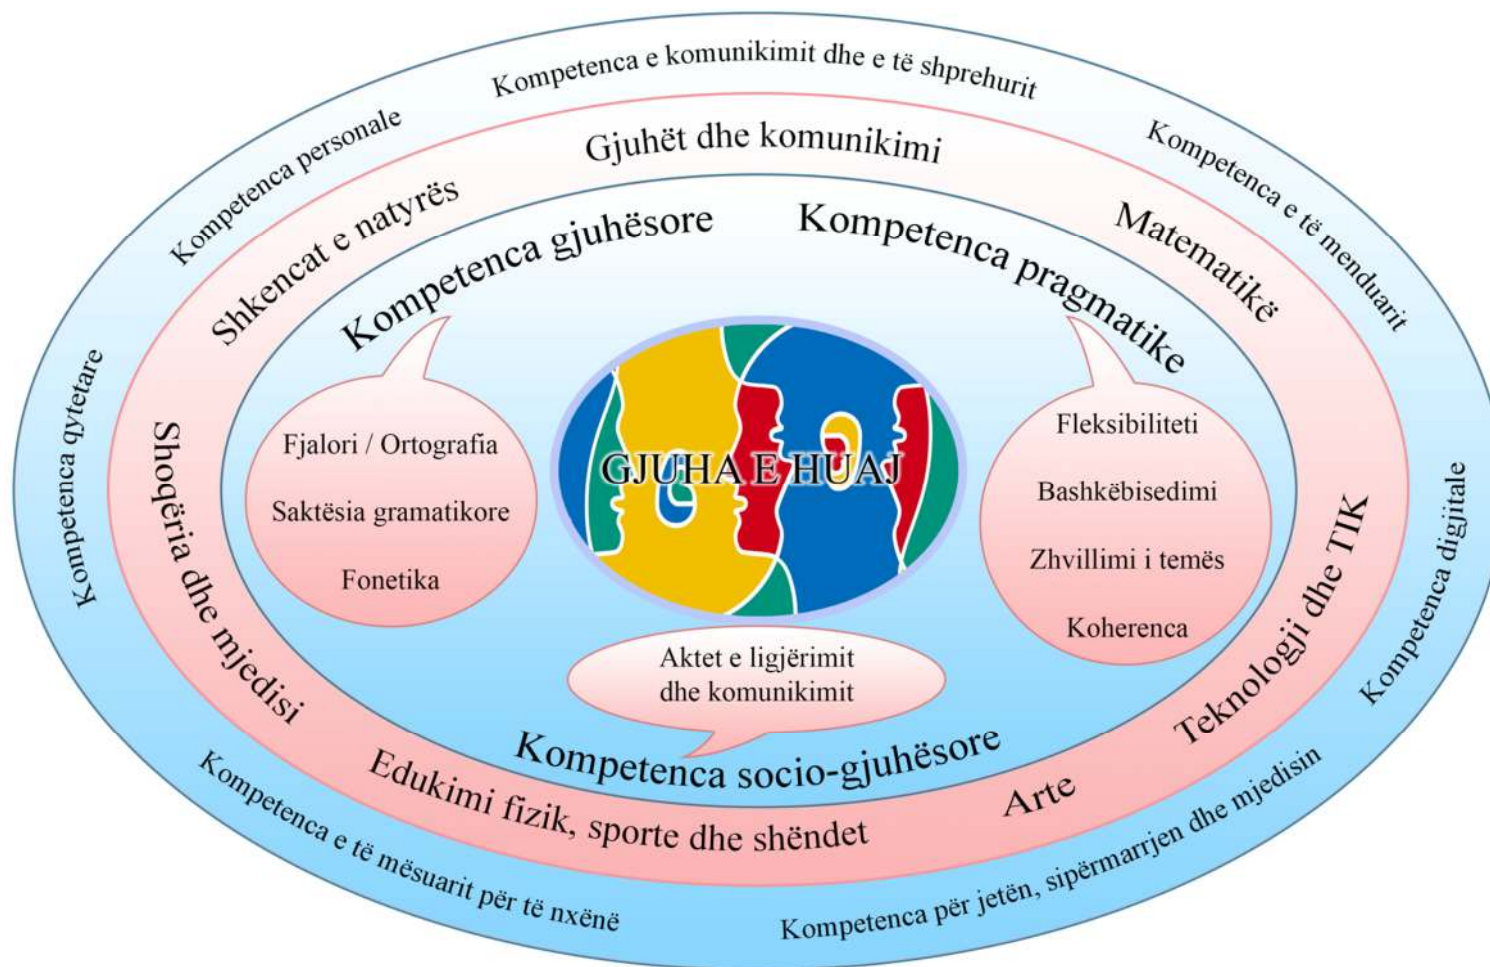 Kompetenca e komunikimit dhe e të shprehurit
Kompetenca personale
Kompetenca e të menduarit
Gjuhët dhe komunikimi
Shkencat e natyrës
Matematikë
Kompetenca gjuhësore
Kompetenca pragmatike
Kompetenca qytetare
Shoqëria dhe mjedisi
Fjalori / Ortografia
Saktësia gramatikore
Fonetika
GJUHA E HUAJ
Fleksibiliteti
Bashkëbisedimi
Zhvillimi i temës
Koherenca
Teknologji dhe TIK
Kompetenca digjitale
Aktet e ligjërimit
dhe komunikimit
Kompetenca socio-gjuhësore
Edukimi fizik, sporte dhe shëndet
Arte
Kompetenca e të mësuarit për të nxënë
Kompetenca për jetën, sipërmarrjen dhe mjedisin